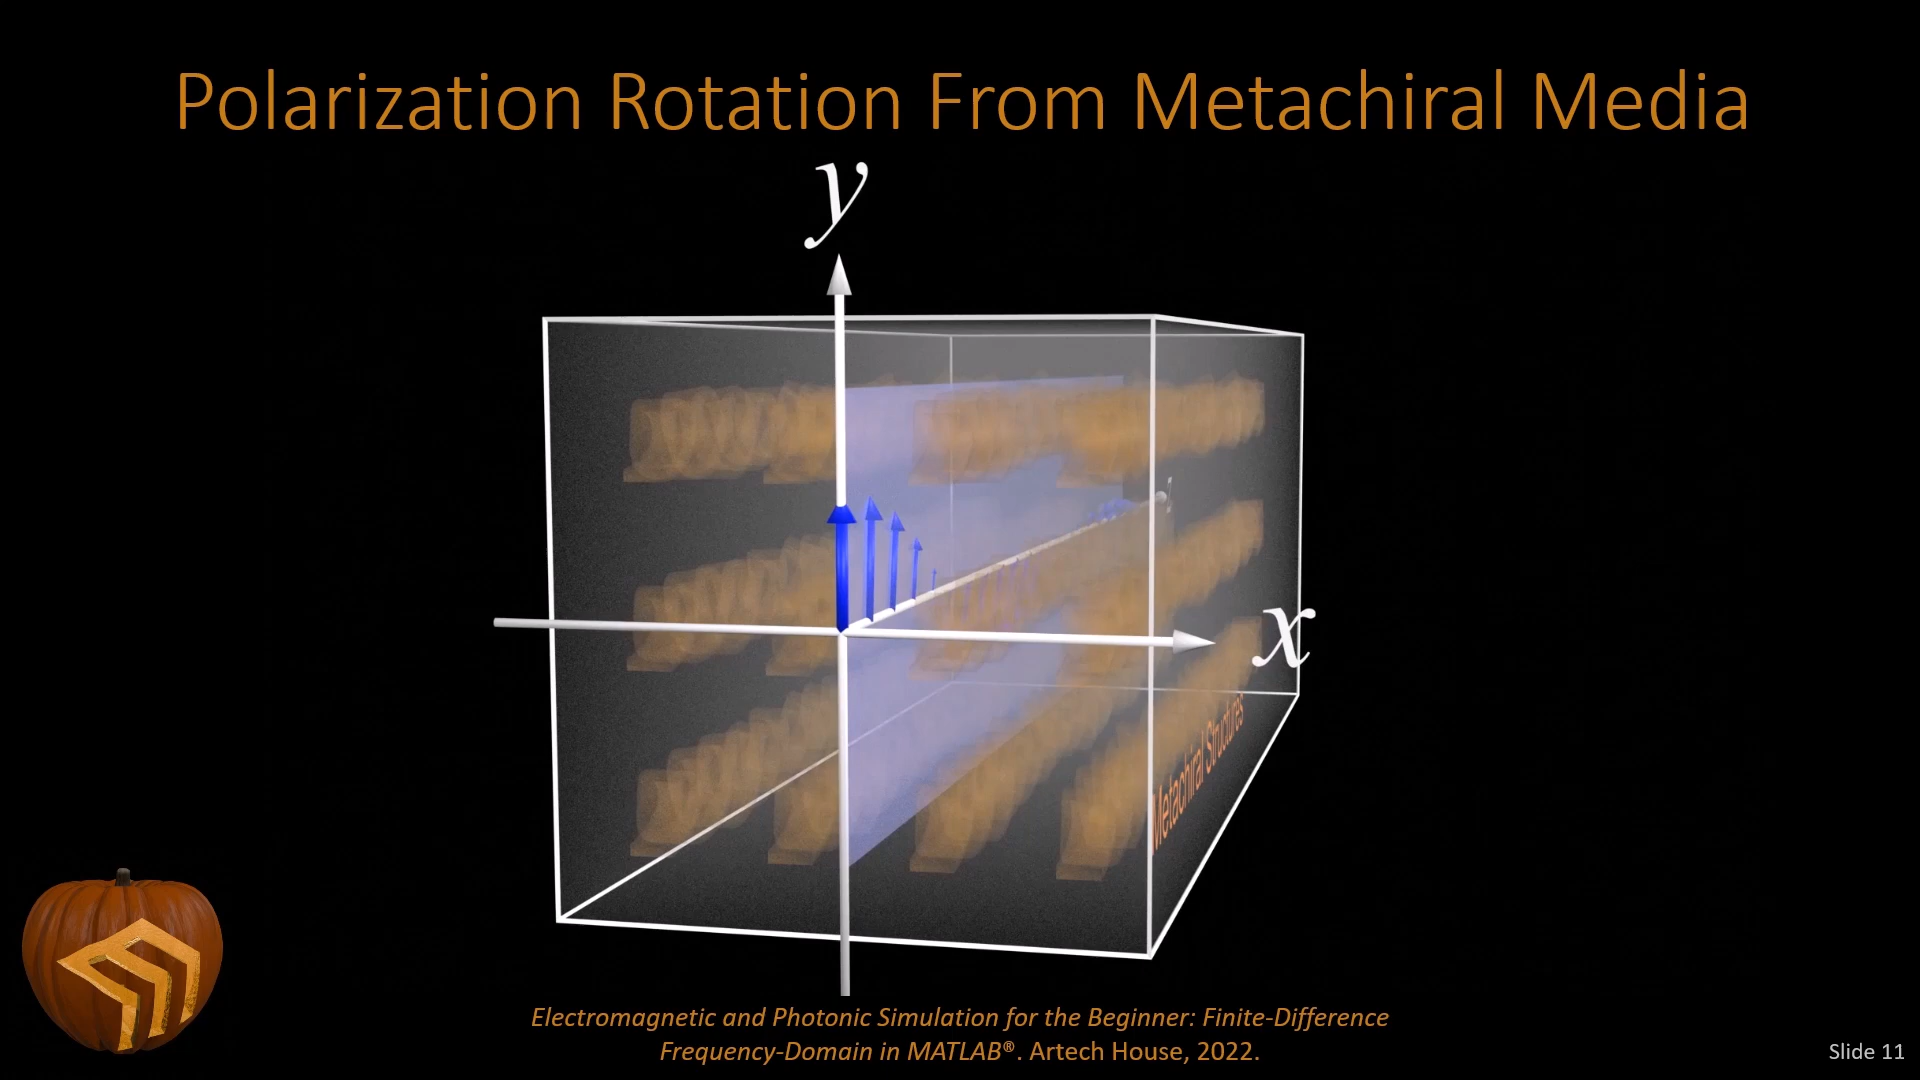 Polarization Rotation From Metachiral Media
y
x
Metachiral Structures
Electromagnetic and Photonic Simulation for the Beginner: Finite-Difference
Frequency-Domain in MATLAB®. Artech House, 2022.
Slide 11